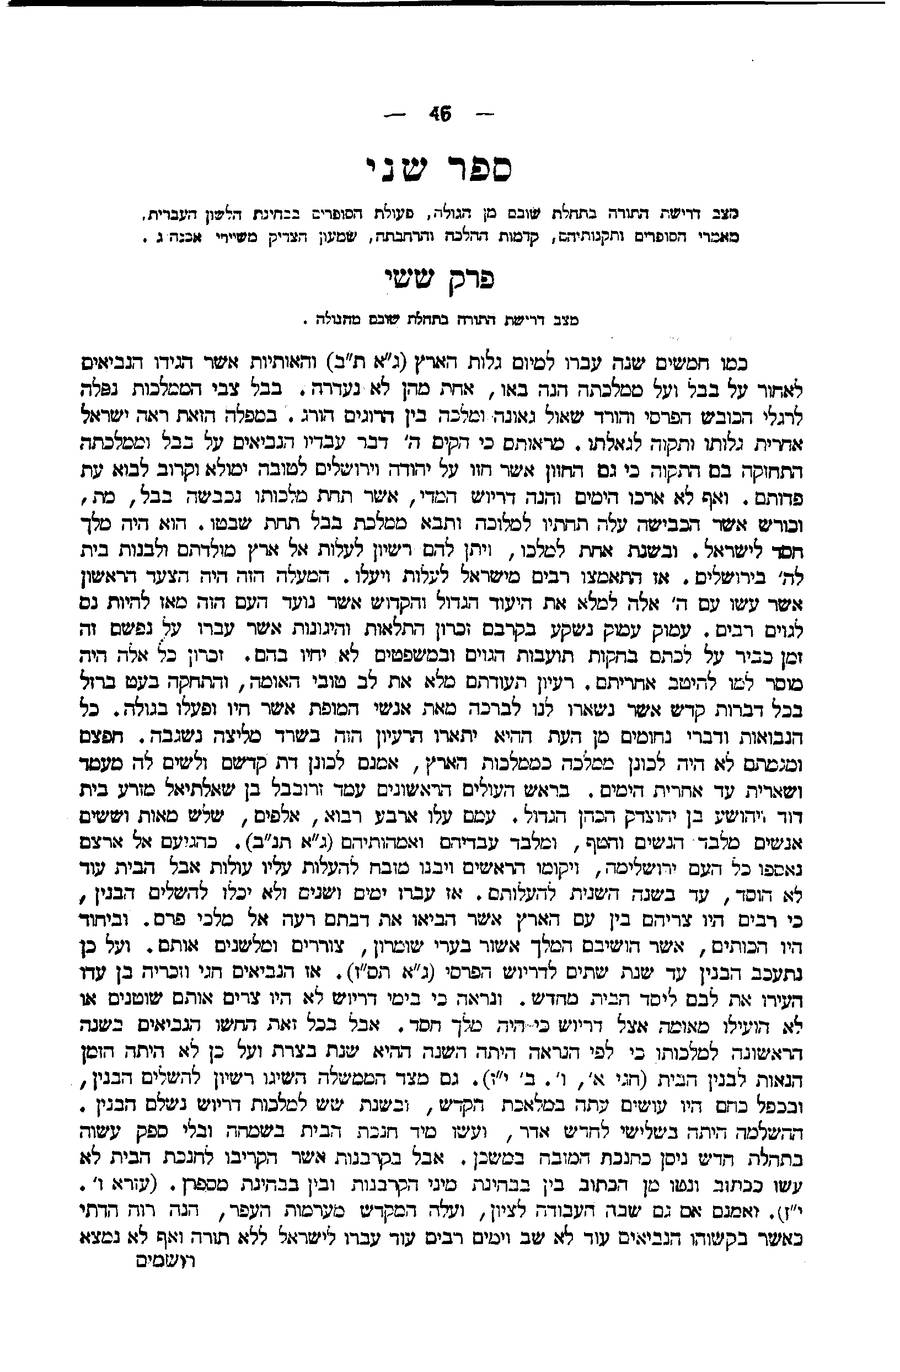 — 46 —
ספר שני
מצב דרישת התורה בתחלת שובם מן הגולה, פעולת הסופרים בבחינת הלשון העברית,
מאמרי הסופרים ותקנותיהם, קדמות ההלכה והרחבתה, שמעון הצדיק משיירי אכנה ג .
פרק ששי
מצב דרישת התורה בתחלת שובם מהגולה .
כמו חמשים שנה עברו למיום גלות הארץ (ג"א ת"ב) והאותיות אשר הגידו הנביאים
לאחור על בבל ועל ממלכתה הנה באו, אחת מהן לא נעדרה. בבל צבי הממלכות נפלה
לרגלי הכובש הפרסי והורד שאול גאונה ומלכה בין הרוגים הורג. במפלה הזאת ראה ישראל
אחרית גלותו ותקוה לגאלתו. מראותם כי הקים ה' דבר עבדיו הנביאים על בבל וממלכתה
התחזקה בם התקוה כי גם החזון אשר חזו על יהודה וירושלים לטובה ימולא וקרוב לבוא עת
פדותם. ואף לא ארכו הימים והנה דריוש המדי, אשר תחת מלכותו נכבשה בבל, מת,
וכורש אשר הכבישה עלה תחתיו למלוכה ותבא ממלכת בבל תחת שבטו. הוא היה מלך
חסד לישראל. ובשנת אחת למלכו, ויתן להם רשיון לעלות אל ארץ מולדתם ולבנות בית
לה' בירושלים. אז התאמצו רבים מישראל לעלות ויעלו. המעלה הזה היה הצעד הראשון
אשר עשו עם ה' אלה למלא את היעוד הגדול והקדוש אשר נועד העם הזה מאז להיות נס
לגוים רבים. עמוק עמוק נשקע בקרבם זכרון התלאות והיגונות אשר עברו על נפשם זה
זמן כביר על לכתם בחקות תועבות הגוים ובמשפטים לא יחיו בהם. זכרון כל אלה היה
מוסר למו להיטב אחריתם. רעיון תעודתם מלא את לב טובי האומה, והתחקה בעט ברזל
בכל דברות קדש אשר נשארו לנו לברכה מאת אנשי המופת אשר חיו ופעלו בגולה. כל
הנבואות ודברי נחומים מן העת ההיא יתארו הרעיון הזה בשרד מליצה נשגבה. חפצם
ומגמתם לא היה לכונן ממלכה כממלכות הארץ, אמנם לכונן דת קדשם ולשים לה מעמד
ושארית עד אחרית הימים. בראש העולים הראשונים עמד זרובבל בן שאלתיאל מזרע בית
דוד ויהושע בן יהוצדק הכהן הגדול. עמם עלו ארבע רבוא, אלפים, שלש מאות וששים
אנשים מלבד הנשים והטף, ומלבד עבדיהם ואמהותיהם (ג"א תנ"ב). כהגיעם אל ארצם
נאספו כל העם ירושלימה, ויקומו הראשים ויבנו מזבח להעלות עליו עולות אבל הבית עוד
לא הוסד, עד בשנה השנית להעלותם. אז עברו ימים ושנים ולא יכלו להשלים הבנין,
כי רבים היו צריהם בין עם הארץ אשר הביאו את דבתם רעה אל מלכי פרס. וביחוד
היו הכותים, אשר הושיבם המלך אשור בערי שומרון, צוררים ומלשנים אותם. ועל כן
נתעכב הבנין עד שנת שתים לדריוש הפרסי (ג"א תס"ו). אז הנביאים חגי וזכריה בן עדו
העירו את לבם ליסד הבית מחדש. ונראה כי בימי דריוש לא היו צרים אותם שוטנים או
לא הועילו מאומה אצל דריוש כי היה מלך חסד. אבל בכל זאת החשו הנביאים בשנה
הראשונה למלכותו כי לפי הנראה היתה השנה ההיא שנת בצרת ועל כן לא היתה הזמן
הנאות לבנין הבית (חגי א', ו'. ב' י"ז). גם מצד הממשלה השיגו רשיון להשלים הבנין,
ובכפל כחם היו עושים עתה במלאכת הקדש, ובשנת שש למלכות דריוש נשלם הבנין.
ההשלמה היתה בשלישי לחדש אדר, ועשו מיד חנכת הבית בשמחה ובלי ספק עשוה
בתחלה חדש ניסן כחנכת המזבח במשכן. אבל בקרבנות אשר הקריבו לחנכת הבית לא
עשו ככתוב ונטו מן הכתוב בין בבחינת מיני הקרבנות ובין בבחינת מספרן. (עזרא ו'.
י"ז). ואמנם אם גם שבה העבודה לציון, ועלה המקדש מערמות העפר, הנה רוח הדתי
כאשר בקשוהו הנביאים עוד לא שב וימים רבים עוד עברו לישראל ללא תורה ואף לא נמצא
רושמים